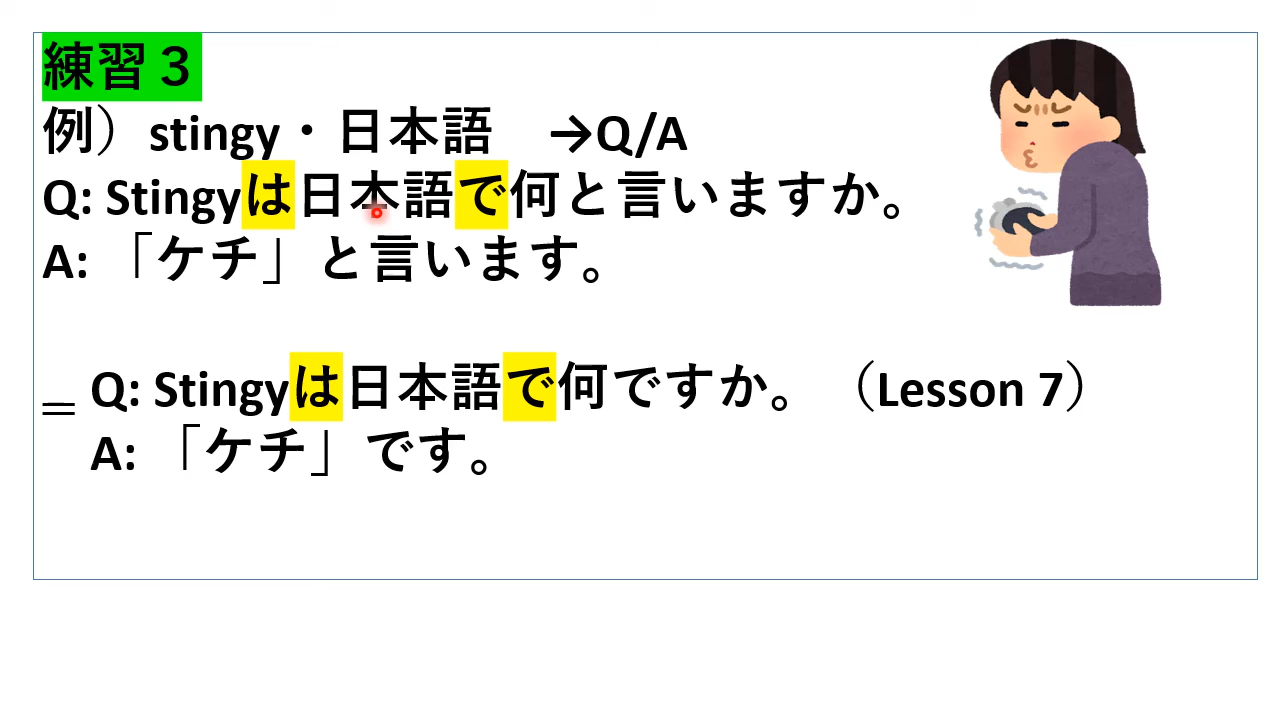 練習３
例）stingy・日本語　→Q/A
Q: Stingyは日本語で何と言いますか。
A: 「ケチ」と言います。
＝ Q: Stingyは日本語で何ですか。（Lesson 7）
A: 「ケチ」です。